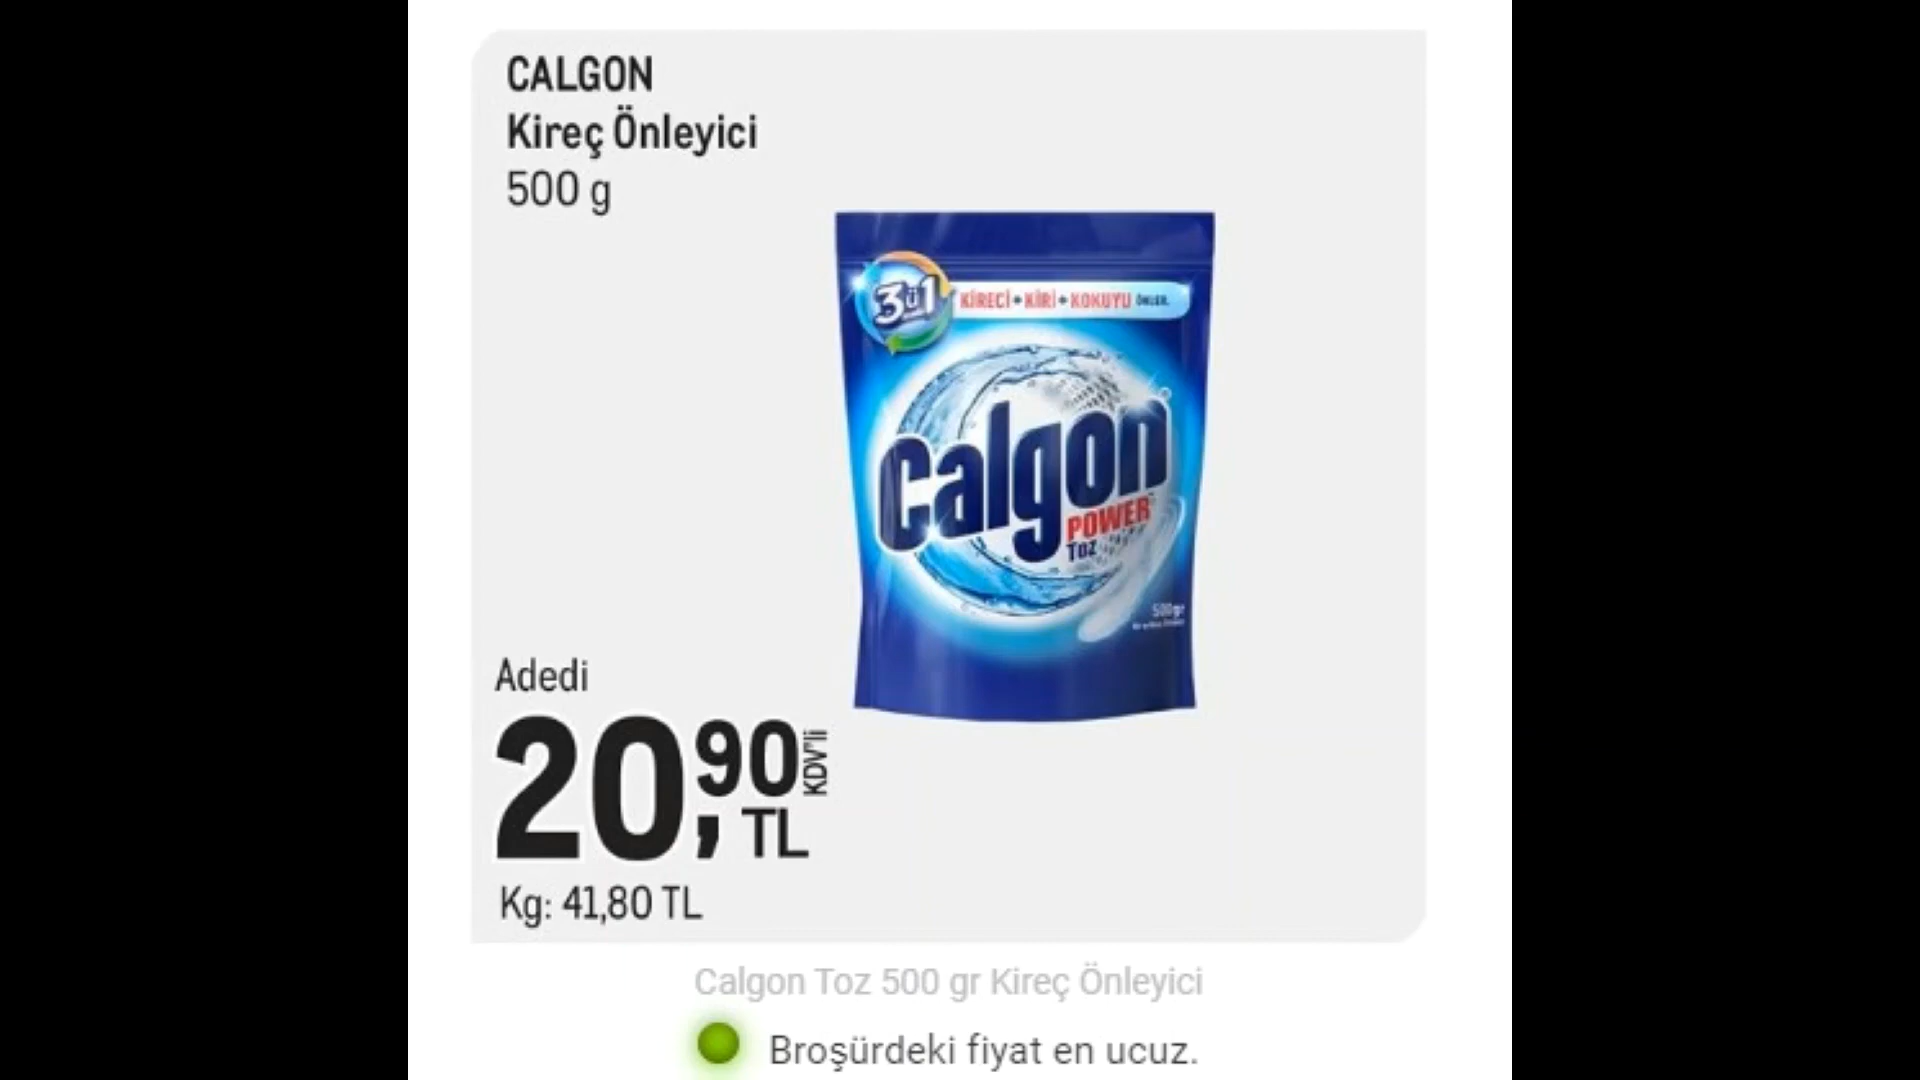 CALGON
Kireç Önleyici
500 g
3ü1
KİRECİ+KİRİ+KOKUYU ÖNLER.
Calgon
POWER
Toz
500gr
Adedi
20,90 TL KDV'li
Kg: 41,80 TL
Calgon Toz 500 gr Kireç Önleyici
Broşürdeki fiyat en ucuz.